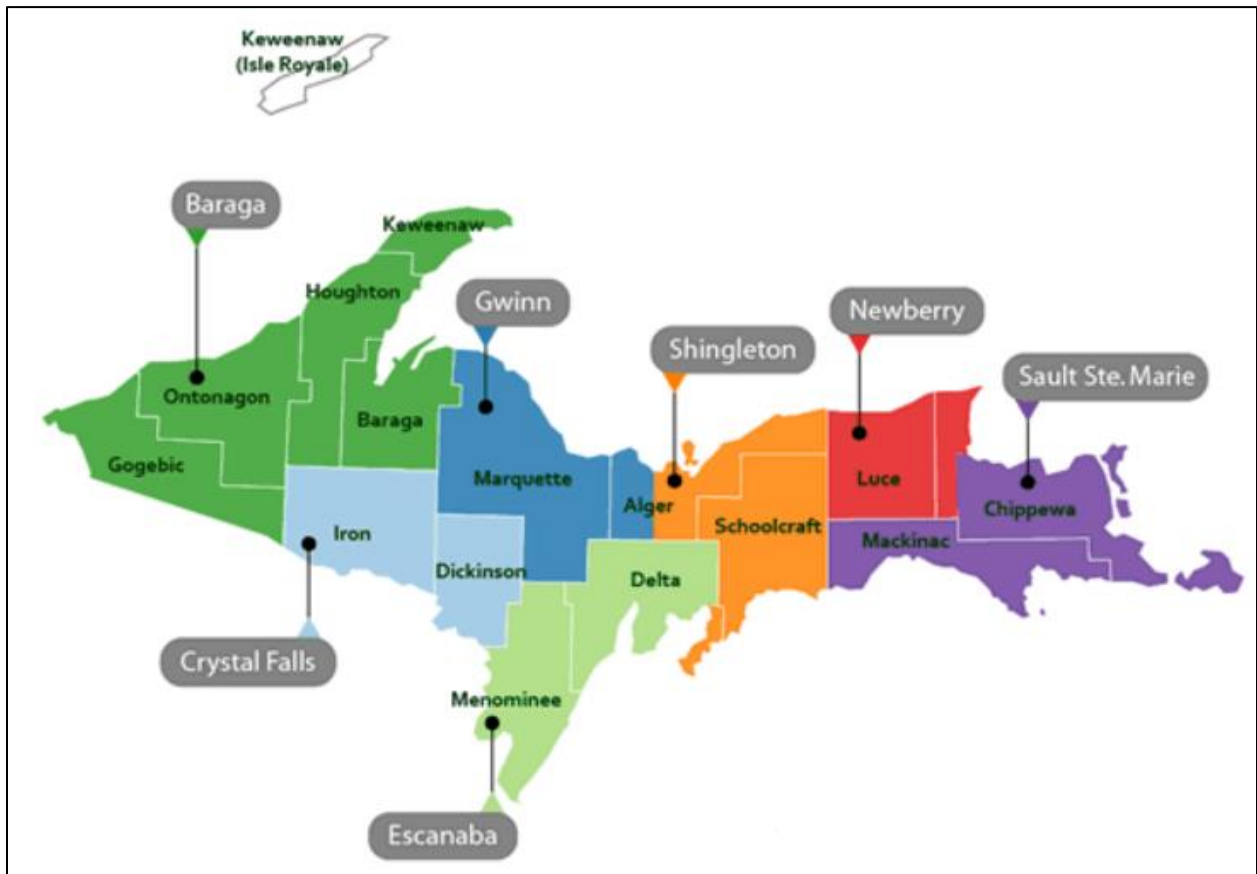 Keweenaw
(Isle Royale)
Baraga
Keweenaw
Houghton
Gwinn
Newberry
Shingleton
Sault Ste. Marie
Ontonagon
Baraga
Gogebic
Marquette
Alger
Luce
Chippewa
Schoolcraft
Iron
Mackinac
Dickinson
Delta
Crystal Falls
Menominee
Escanaba